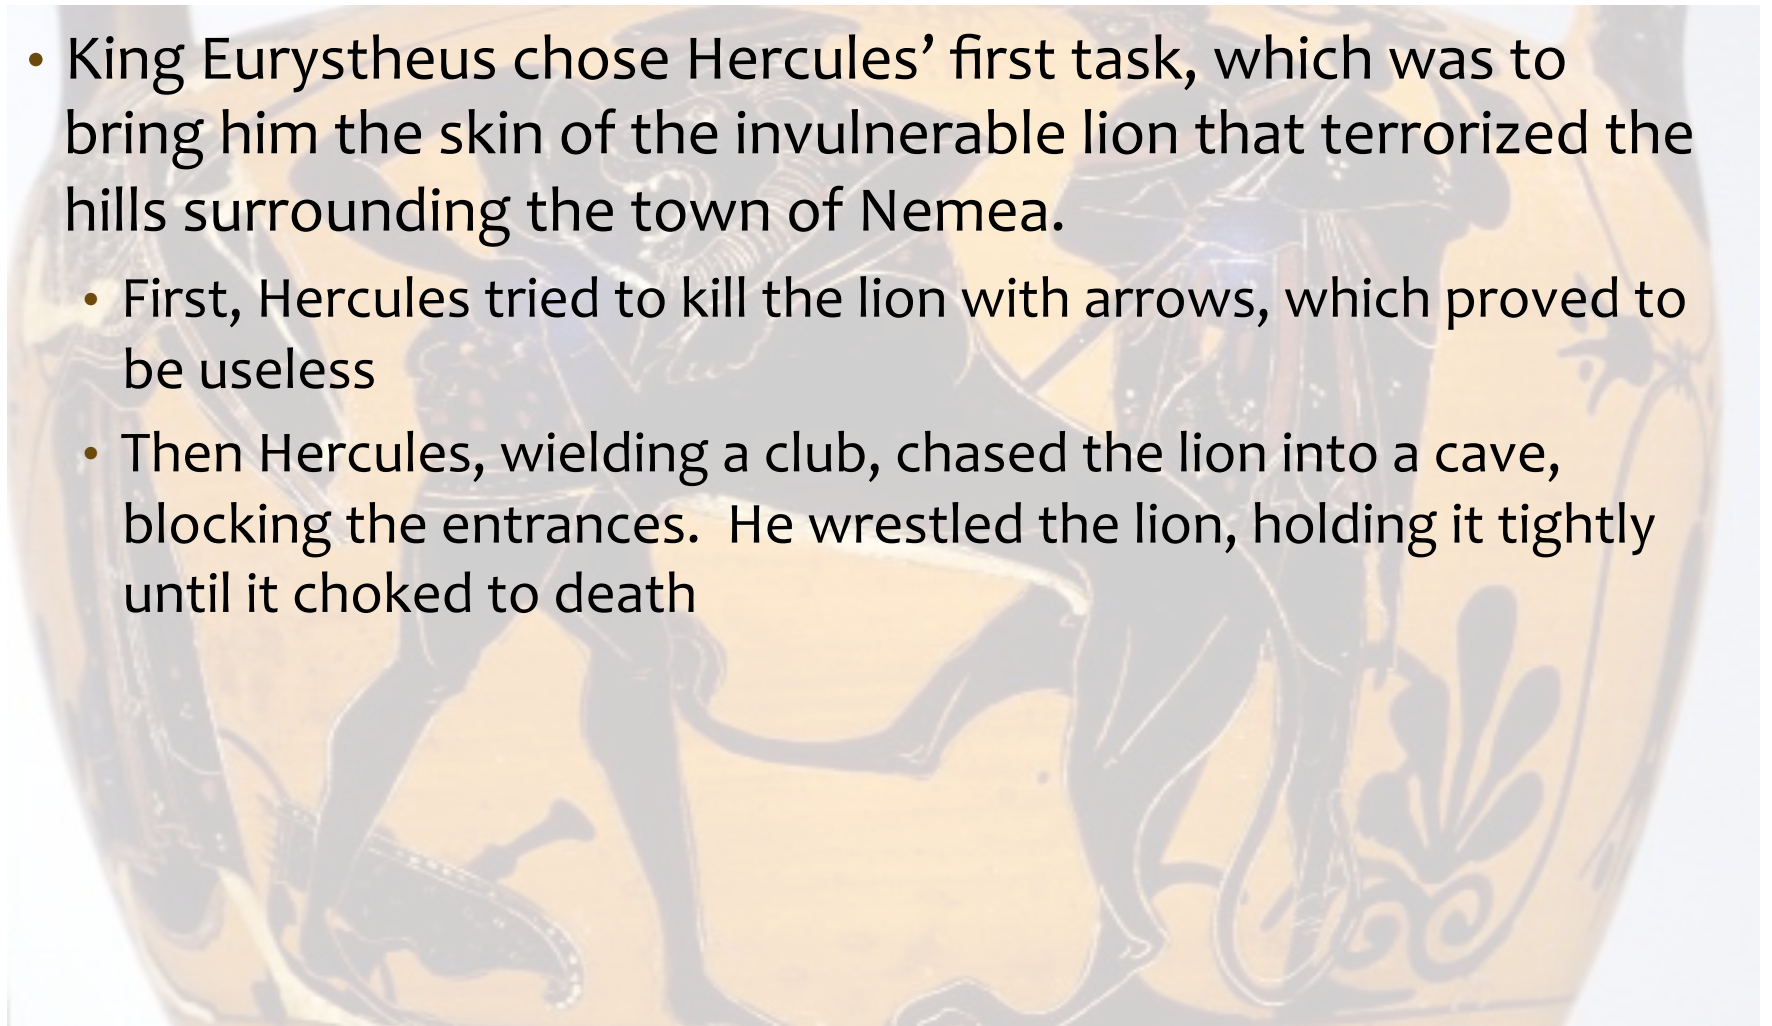 • King Eurystheus chose Hercules’ first task, which was to
bring him the skin of the invulnerable lion that terrorized the
hills surrounding the town of Nemea.
• First, Hercules tried to kill the lion with arrows, which proved to
be useless
• Then Hercules, wielding a club, chased the lion into a cave,
blocking the entrances.  He wrestled the lion, holding it tightly
until it choked to death